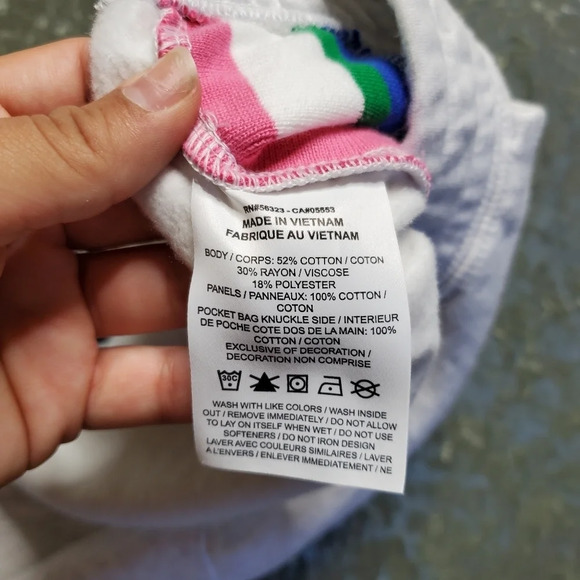 RN#56323 - CA#05553
MADE IN VIETNAM
FABRIQUE AU VIETNAM
BODY / CORPS: 52% COTTON / COTON
30% RAYON / VISCOSE
18% POLYESTER
PANELS / PANNEAUX: 100% COTTON /
COTON
POCKET BAG KNUCKLE SIDE / INTERIEUR
DE POCHE COTE DOS DE LA MAIN: 100%
COTTON / COTON
EXCLUSIVE OF DECORATION /
DECORATION NON COMPRISE
30C
WASH WITH LIKE COLORS / WASH INSIDE
OUT / REMOVE IMMEDIATELY / DO NOT ALLOW
TO LAY ON ITSELF WHEN WET / DO NOT USE
SOFTENERS / DO NOT IRON DESIGN
LAVER AVEC COULEURS SIMILAIRES / LAVER
A L'ENVERS / ENLEVER IMMEDIATEMENT / NE